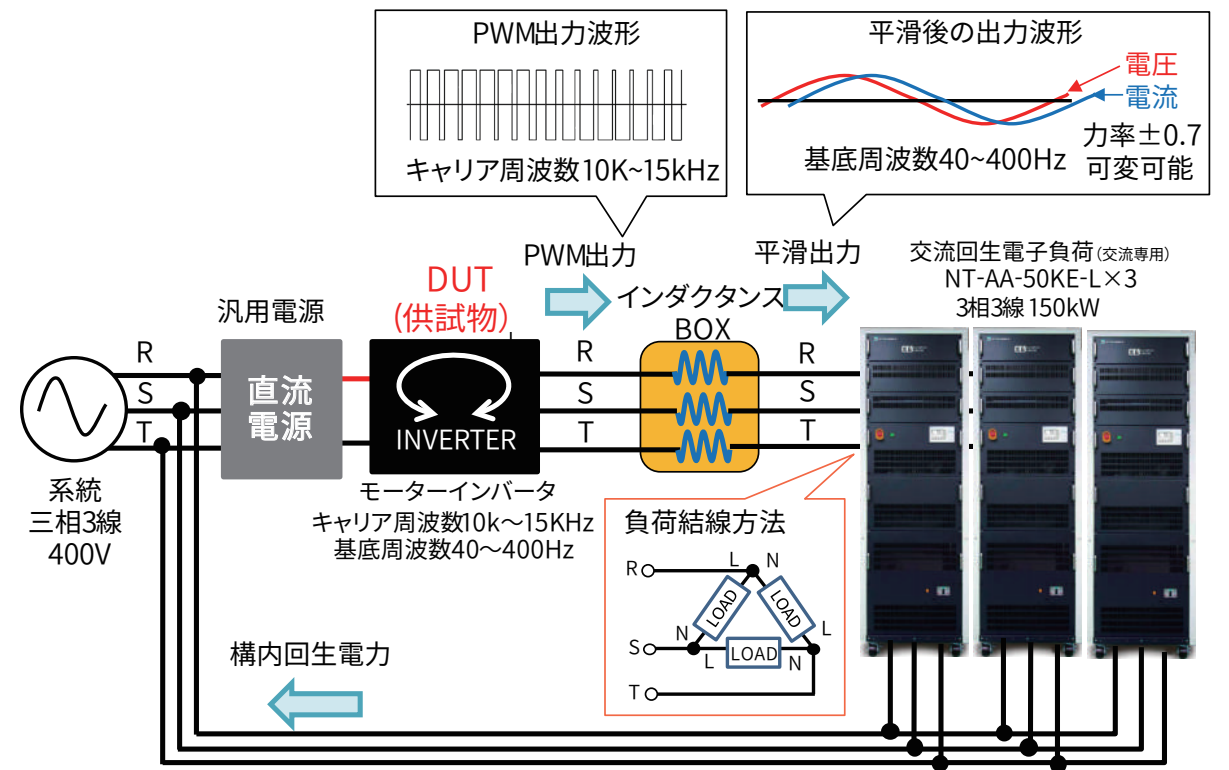 PWM出力波形
キャリア周波数10K~15kHz
平滑後の出力波形
電圧
電流
力率±0.7
可変可能
基底周波数40~400Hz
PWM出力
平滑出力
交流回生電子負荷(交流専用)
NT-AA-50KE-L×3
3相3線 150kW
DUT
(供試物)
インダクタンス
BOX
汎用電源
R
S
T
直流
電源
INVERTER
R
S
T
R
S
T
系統
三相3線
400V
モーターインバータ
キャリア周波数10k～15KHz
基底周波数40～400Hz
負荷結線方法
R
L
N
LOAD
LOAD
N
L
S
L
LOAD
N
T
構内回生電力